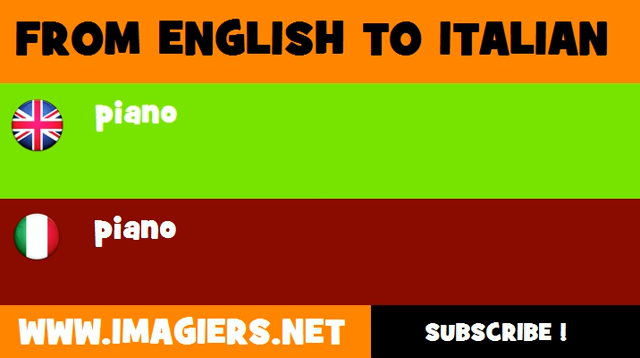 FROM ENGLISH TO ITALIAN
piano
piano
WWW.IMAGIERS.NET
SUBSCRIBE !